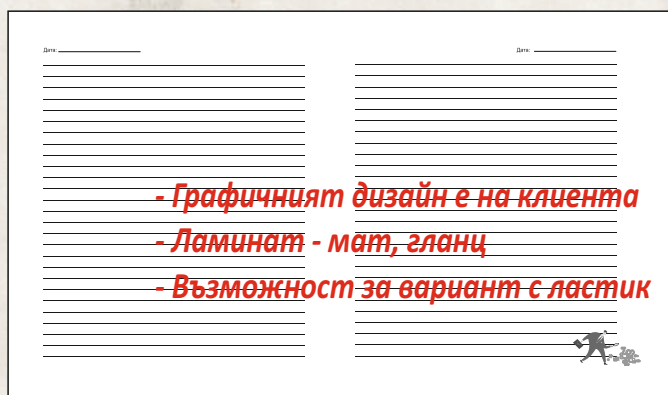 Дата:
Дата:
- Графичният дизайн е на клиента
- Ламинат - мат, гланц
- Възможност за вариант с ластик